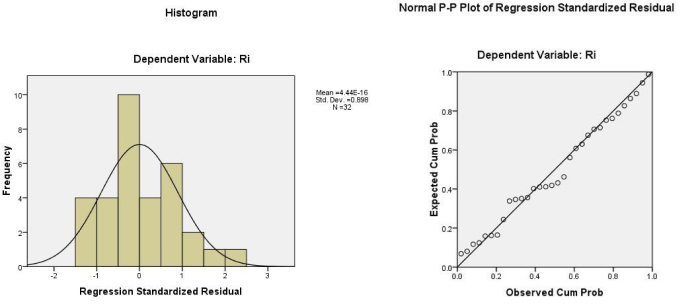 Histogram
Dependent Variable: Ri
Mean =4.44E-16
Std. Dev. =0.898
N =32
Frequency
10
8
6
4
2
0
-2
-1
0
1
2
3
Regression Standardized Residual
Normal P-P Plot of Regression Standardized Residual
Dependent Variable: Ri
Expected Cum Prob
1.0
0.8
0.6
0.4
0.2
0.0
0.0
0.2
0.4
0.6
0.8
1.0
Observed Cum Prob